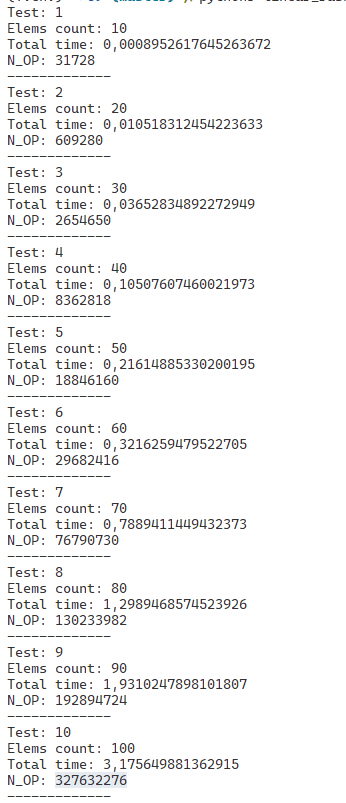 Test: 1
Elems count: 10
Total time: 0,0008952617645263672
N_OP: 31728
-------------
Test: 2
Elems count: 20
Total time: 0,010518312454223633
N_OP: 609280
-------------
Test: 3
Elems count: 30
Total time: 0,03652834892272949
N_OP: 2654650
-------------
Test: 4
Elems count: 40
Total time: 0,10507607460021973
N_OP: 8362818
-------------
Test: 5
Elems count: 50
Total time: 0,21614885330200195
N_OP: 18846160
-------------
Test: 6
Elems count: 60
Total time: 0,3216259479522705
N_OP: 29682416
-------------
Test: 7
Elems count: 70
Total time: 0,7889411449432373
N_OP: 76790730
-------------
Test: 8
Elems count: 80
Total time: 1,2989468574523926
N_OP: 130233982
-------------
Test: 9
Elems count: 90
Total time: 1,9310247898101807
N_OP: 192894724
-------------
Test: 10
Elems count: 100
Total time: 3,175649881362915
N_OP: 327632276
-------------